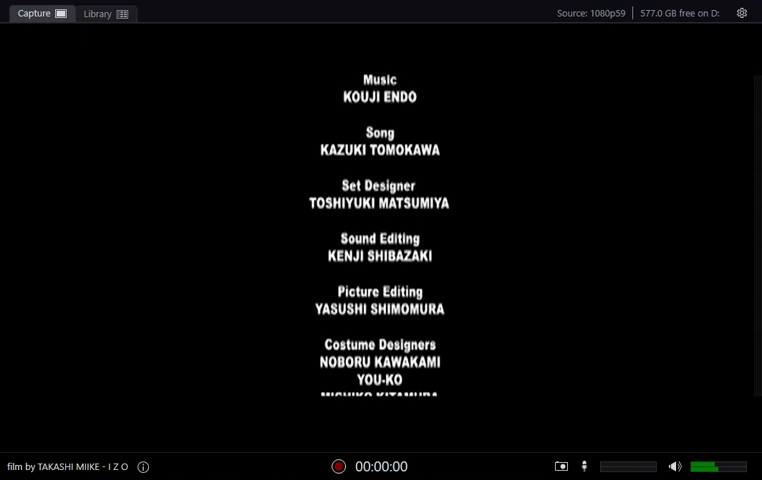 Capture
Library
Source: 1080p59
577.0 GB free on D:
Music
KOUJI ENDO
Song
KAZUKI TOMOKAWA
Set Designer
TOSHIYUKI MATSUMIYA
Sound Editing
KENJI SHIBAZAKI
Picture Editing
YASUSHI SHIMOMURA
Costume Designers
NOBORU KAWAKAMI
YOU-KO
MICHIKO KITAMURA
film by TAKASHI MIIKE - I Z O
00:00:00